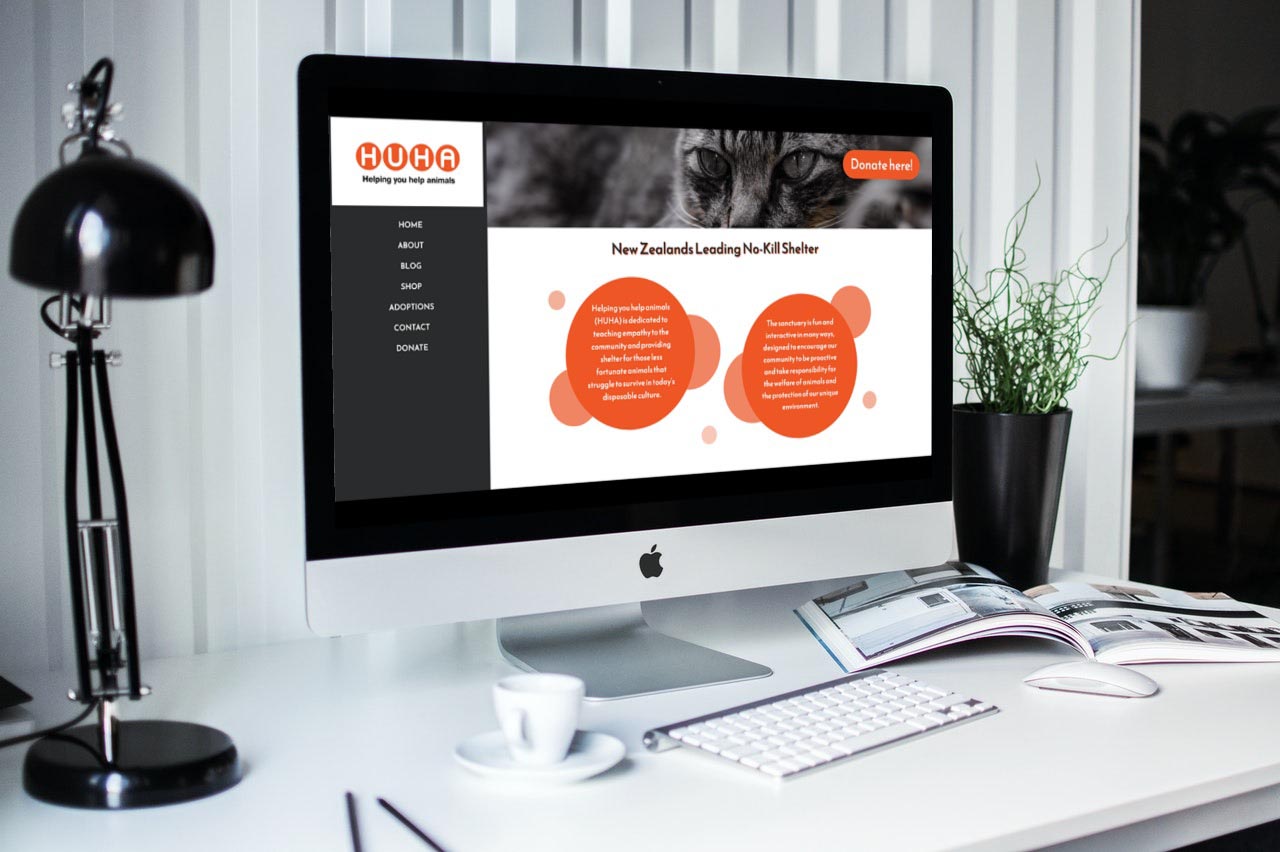 HUHA
Helping you help animals
HOME
ABOUT
BLOG
SHOP
ADOPTIONS
CONTACT
DONATE
Donate here!
New Zealands Leading No-Kill Shelter
Helping you help animals
(HUHA) is dedicated to
teaching empathy to the
community and providing
shelter for those less
fortunate animals that
struggle to survive in today's
disposable culture.
The sanctuary is fun and
interactive in many ways,
designed to encourage our
community to be proactive
and take responsibility for
the welfare of animals and
the protection of our unique
environment.